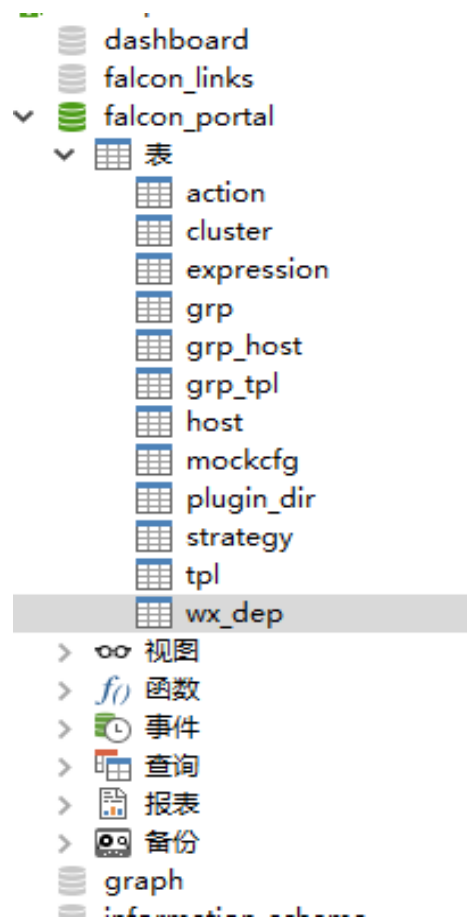 dashboard
falcon_links
falcon_portal
表
action
cluster
expression
grp
grp_host
grp_tpl
host
mockcfg
plugin_dir
strategy
tpl
wx_dep
视图
f() 函数
事件
查询
报表
备份
graph
information_schema